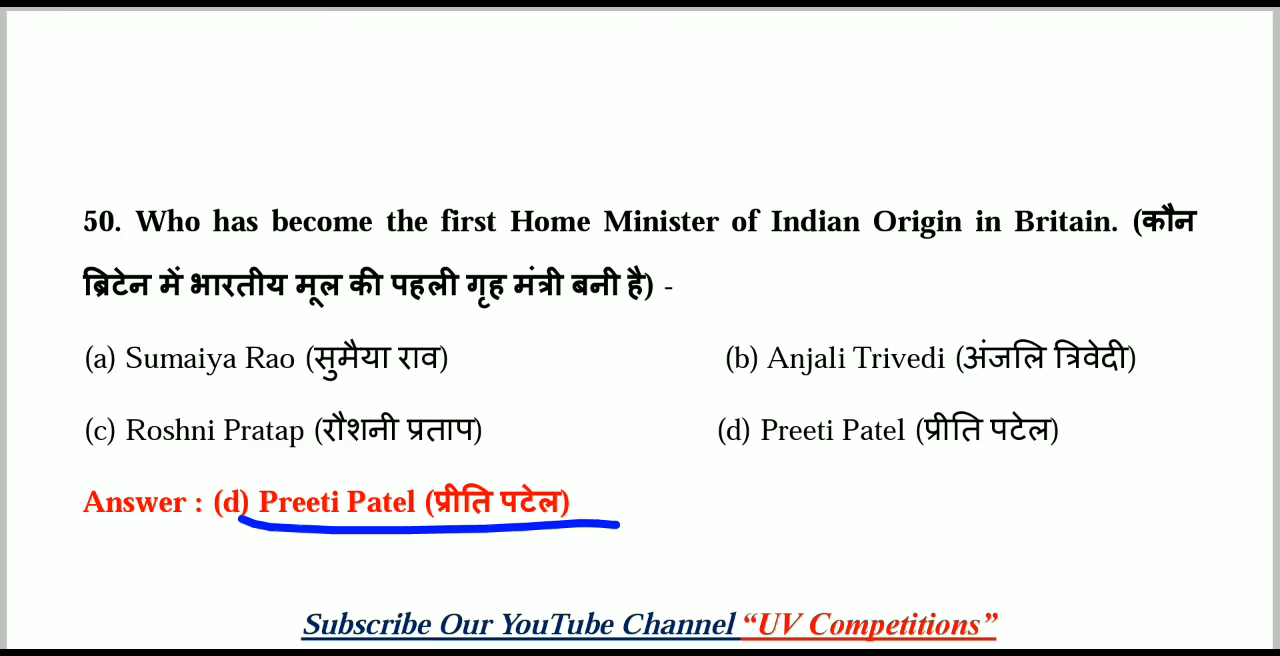 50. Who has become the first Home Minister of Indian Origin in Britain. (कौन
ब्रिटेन में भारतीय मूल की पहली गृह मंत्री बनी है) -
(a) Sumaiya Rao (सुमैया राव) (b) Anjali Trivedi (अंजलि त्रिवेदी)
(c) Roshni Pratap (रौशनी प्रताप) (d) Preeti Patel (प्रीति पटेल)
Answer : (d) Preeti Patel (प्रीति पटेल)
Subscribe Our YouTube Channel “UV Competitions”